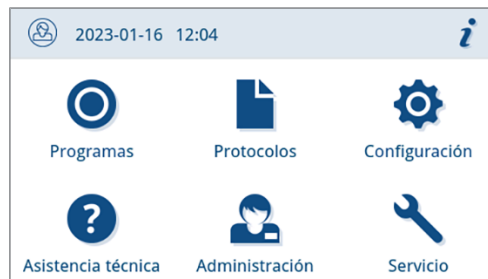 2023-01-16 12:04
Programas Protocolos Configuración
Asistencia técnica Administración Servicio